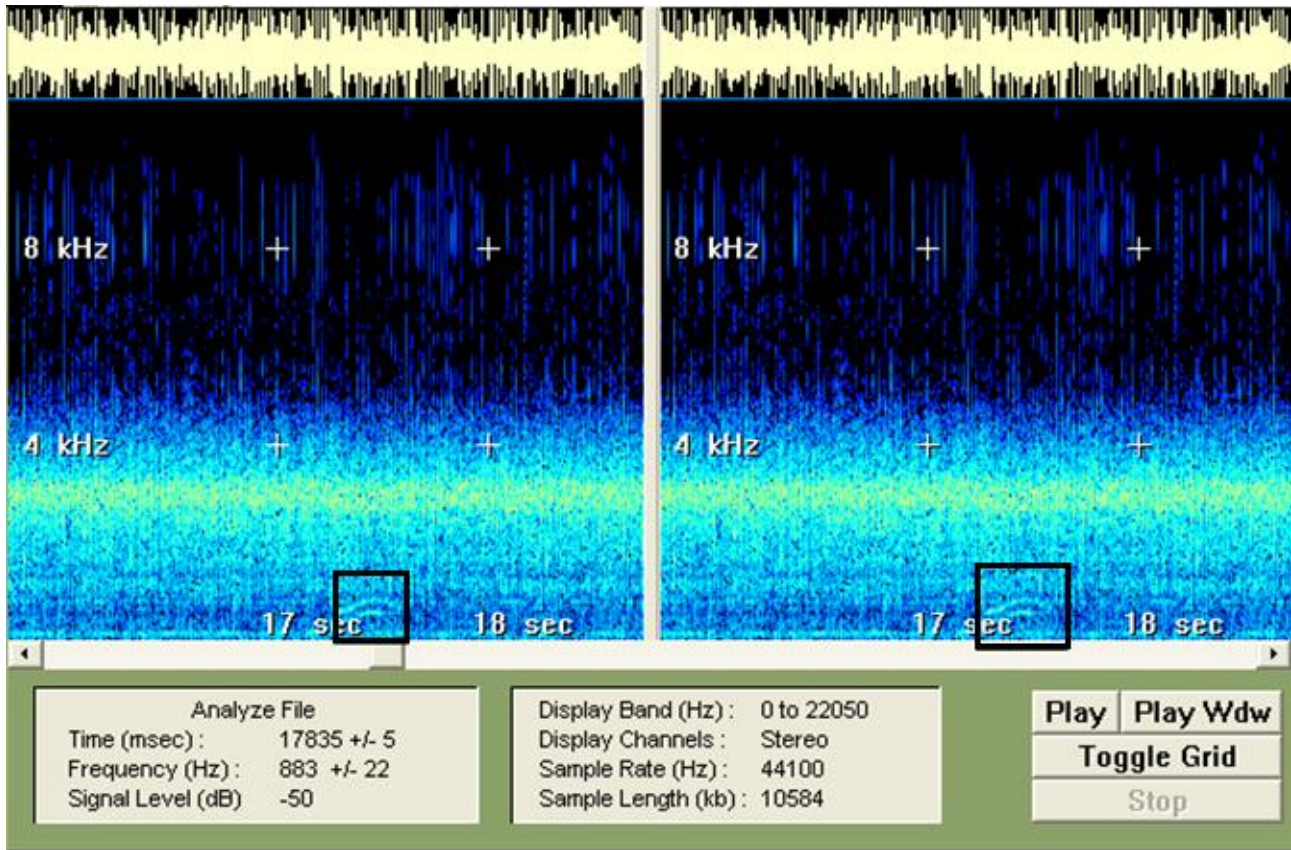 8 kHz
8 kHz
4 kHz
4 kHz
17 sec 18 sec
17 sec 18 sec
Analyze File
Time (msec) : 17835 +/- 5
Frequency (Hz) : 883 +/- 22
Signal Level (dB) -50
Display Band (Hz) : 0 to 22050
Display Channels : Stereo
Sample Rate (Hz) : 44100
Sample Length (kb) : 10584
Play Play Wdw
Toggle Grid
Stop